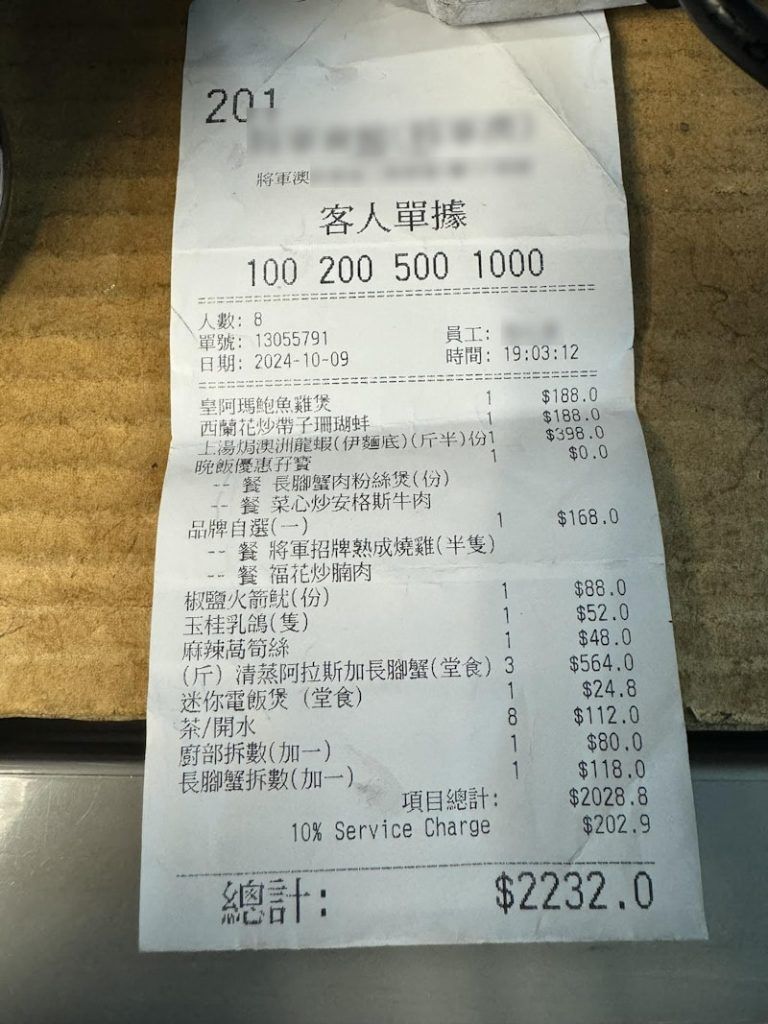 201
將軍澳
客人單據
100 200 500 1000
人數: 8
單號: 13055791 員工:
日期: 2024-10-09 時間: 19:03:12
皇阿瑪鮑魚雞煲 1 $188.0
西蘭花炒帶子珊瑚蚌 1 $188.0
上湯焗澳洲龍蝦(伊麵底)(斤半)份1 $398.0
晚飯優惠孖寶 1 $0.0
-- 餐 長腳蟹肉粉絲煲(份)
-- 餐 菜心炒安格斯牛肉
品牌自選(一) 1 $168.0
-- 餐 將軍招牌熟成燒雞(半隻)
-- 餐 福花炒腩肉
椒鹽火箭魷(份) 1 $88.0
玉桂乳鴿(隻) 1 $52.0
麻辣萵筍絲 1 $48.0
(斤) 清蒸阿拉斯加長腳蟹(堂食) 3 $564.0
迷你電飯煲 (堂食) 1 $24.8
茶/開水 8 $112.0
廚部拆數(加一) 1 $80.0
長腳蟹拆數(加一) 1 $118.0
項目總計: $2028.8
10% Service Charge $202.9
總計: $2232.0